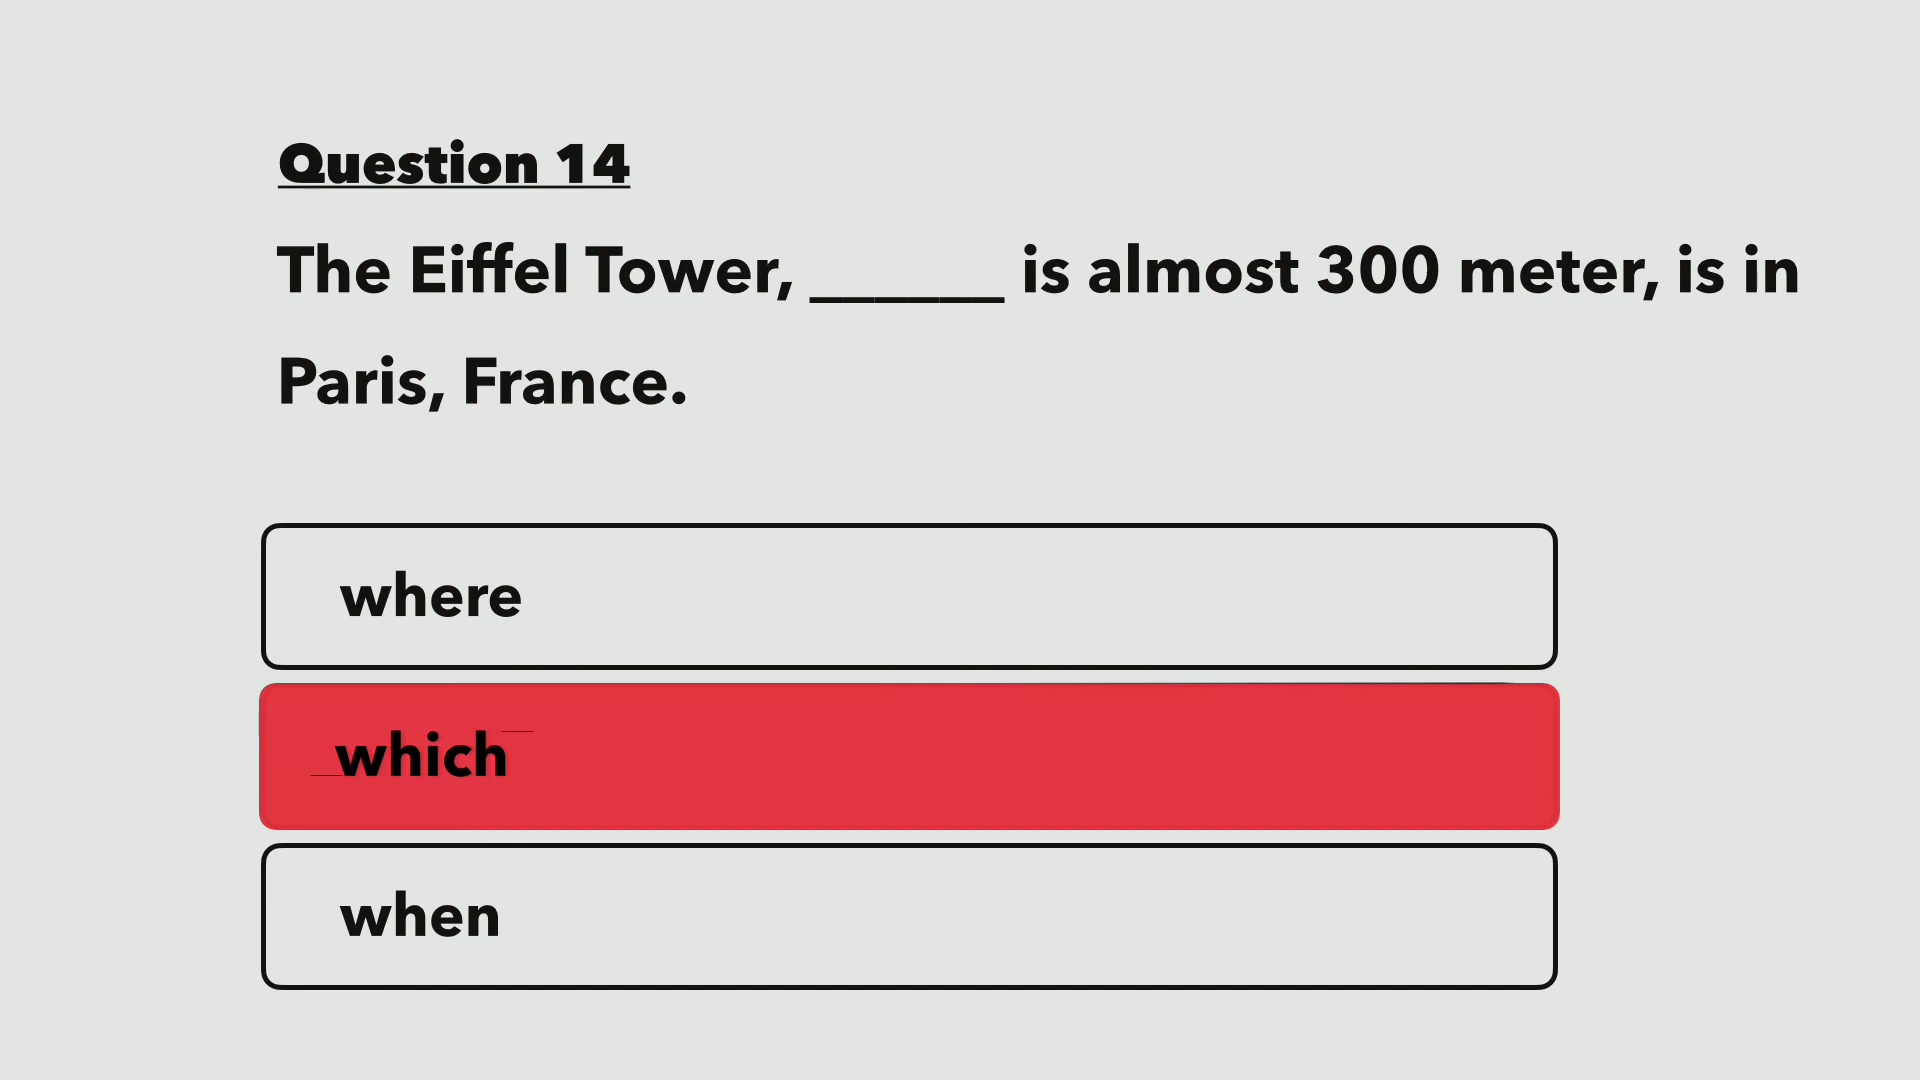 Question 14
The Eiffel Tower, ______ is almost 300 meter, is in
Paris, France.
where
which
when